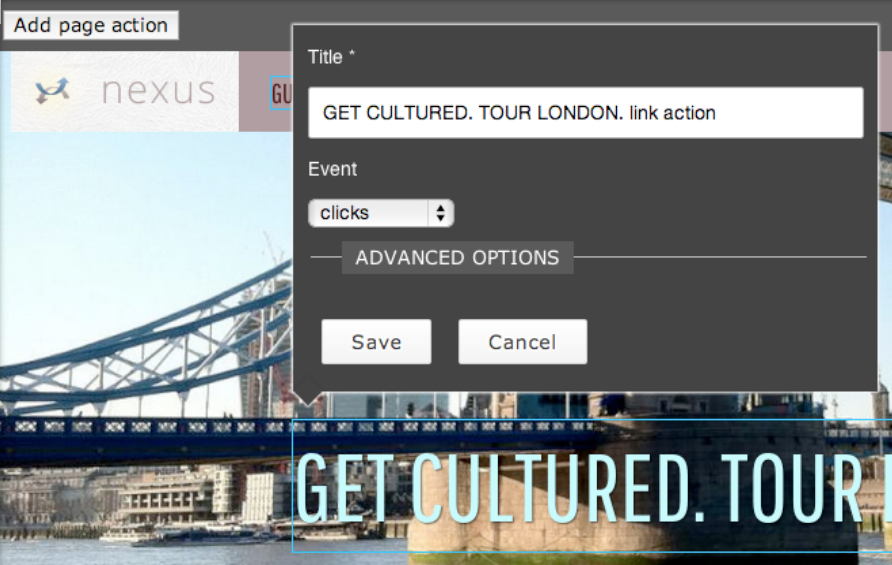 Add page action
nexus
GU
Title *
GET CULTURED. TOUR LONDON. link action
Event
clicks
ADVANCED OPTIONS
Save
Cancel
GET CULTURED. TOUR